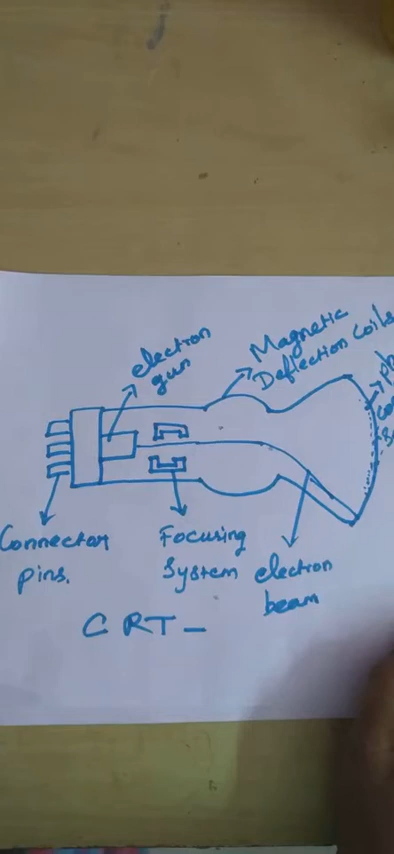 electron
gun
Magnetic
Deflection Coils
Connector
pins.
Focusing
System
electron
beam
CRT -